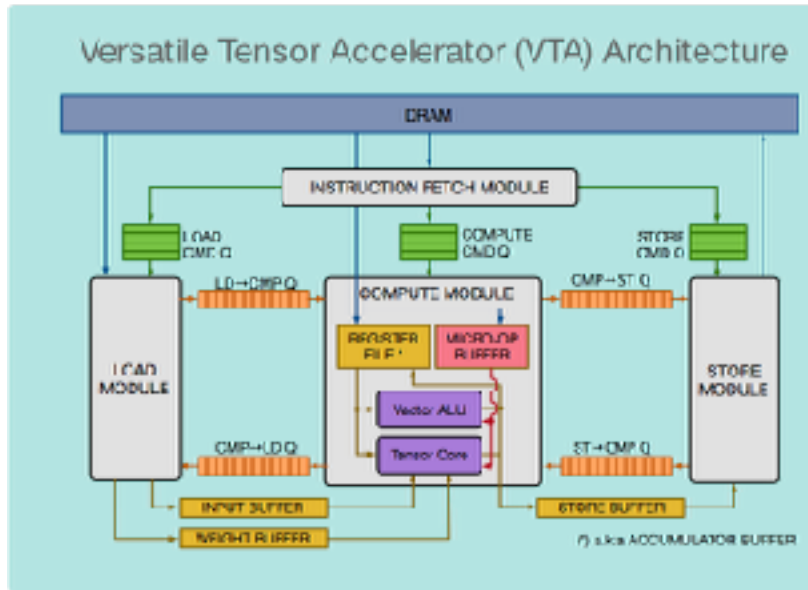 Versatile Tensor Accelerator (VTA) Architecture
DRAM
INSTRUCTION FETCH MODULE
LOAD
CMD Q
COMPUTE
CMD Q
STORE
CMD Q
LD→CMP Q
COMPUTE MODULE
CMP→ST Q
REGISTER
FILE *
MICRO-OP
BUFFER
LOAD
MODULE
STORE
MODULE
Vector ALU
CMP→LD Q
Tensor Core
ST→CMP Q
INPUT BUFFER
STORE BUFFER
WEIGHT BUFFER
*) a.k.a ACCUMULATOR BUFFER